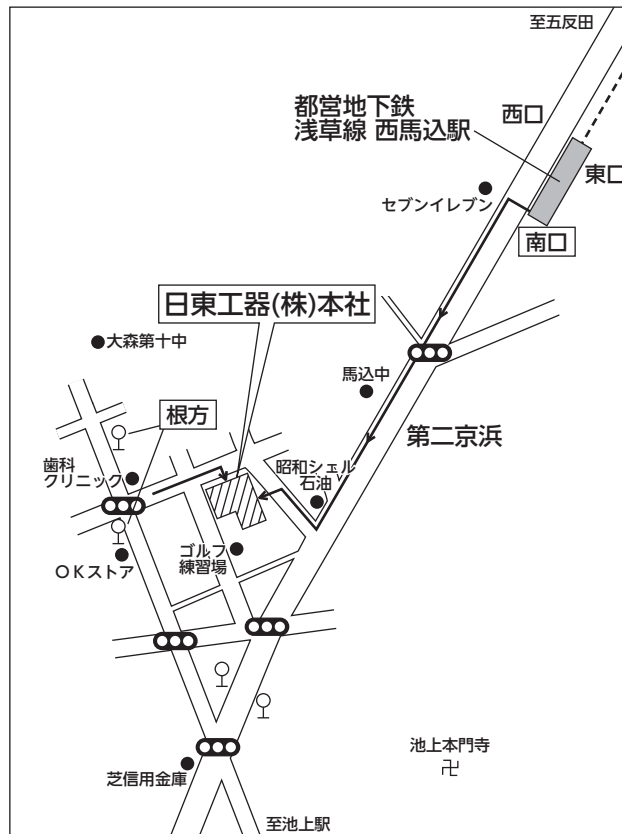 至五反田
都営地下鉄
浅草線 西馬込駅
西口
東口
セブンイレブン
南口
日東工器(株)本社
大森第十中
馬込中
根方
第二京浜
歯科
クリニック
昭和シェル
石油
ゴルフ
練習場
OKストア
池上本門寺
卍
芝信用金庫
至池上駅